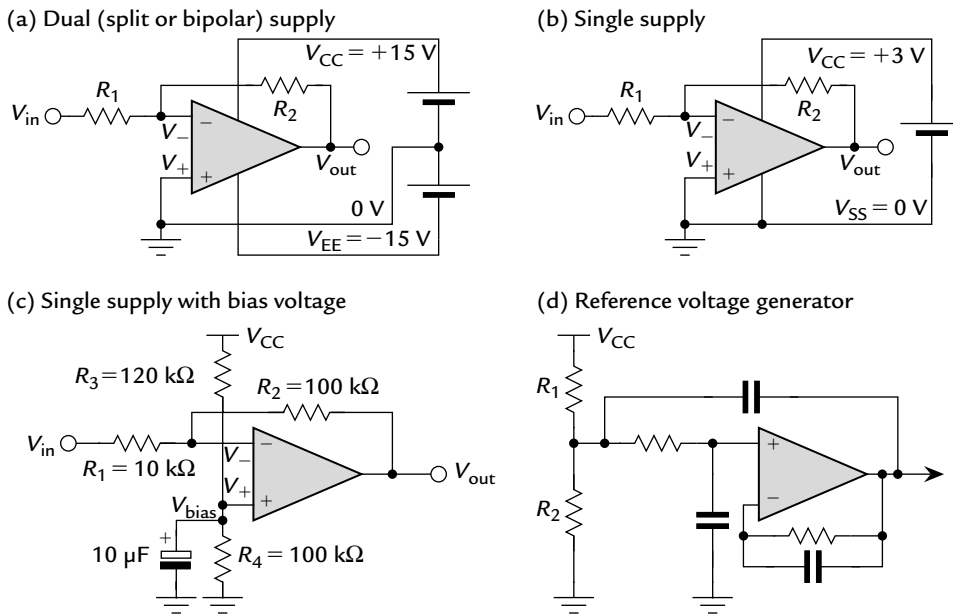 (a) Dual (split or bipolar) supply
V_CC = +15 V
R_1
R_2
V_in
V_−
−
V_+
+
V_out
0 V
V_EE = −15 V
(b) Single supply
V_CC = +3 V
R_1
R_2
V_in
V_−
−
V_+
+
V_out
V_SS = 0 V
(c) Single supply with bias voltage
V_CC
R_3 = 120 kΩ
R_2 = 100 kΩ
V_in
−
V_−
R_1 = 10 kΩ
V_+
+
V_out
V_bias
+
10 µF
R_4 = 100 kΩ
(d) Reference voltage generator
V_CC
R_1
+
R_2
−